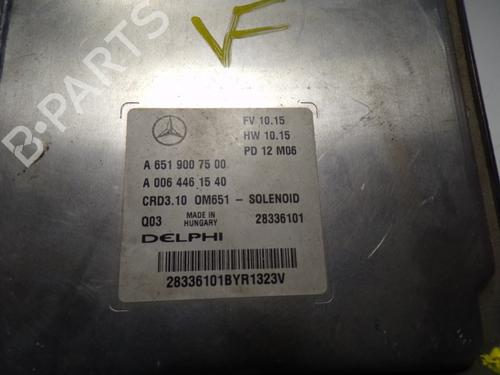 VF
B-PARTS
FV 10.15
HW 10.15
PD 12 M06
A 651 900 75 00
A 006 446 15 40
CRD3.10 OM651 - SOLENOID
Q03 MADE IN HUNGARY 28336101
DELPHI
28336101BYR1323V